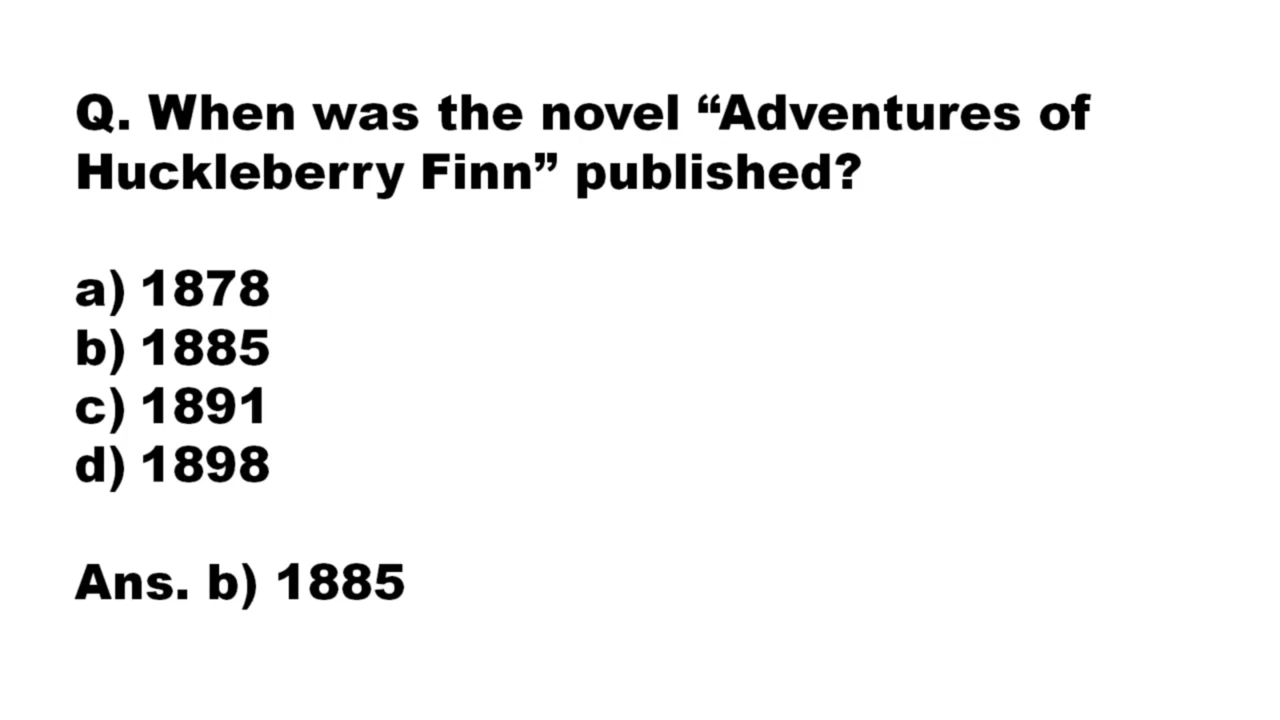 Q. When was the novel “Adventures of
Huckleberry Finn” published?
a) 1878
b) 1885
c) 1891
d) 1898
Ans. b) 1885